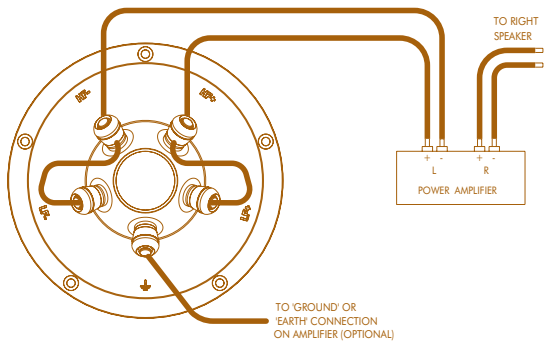 TO RIGHT
SPEAKER
HF-
HF+
+ - + -
L R
POWER AMPLIFIER
LF-
LF+
TO 'GROUND' OR
'EARTH' CONNECTION
ON AMPLIFIER (OPTIONAL)